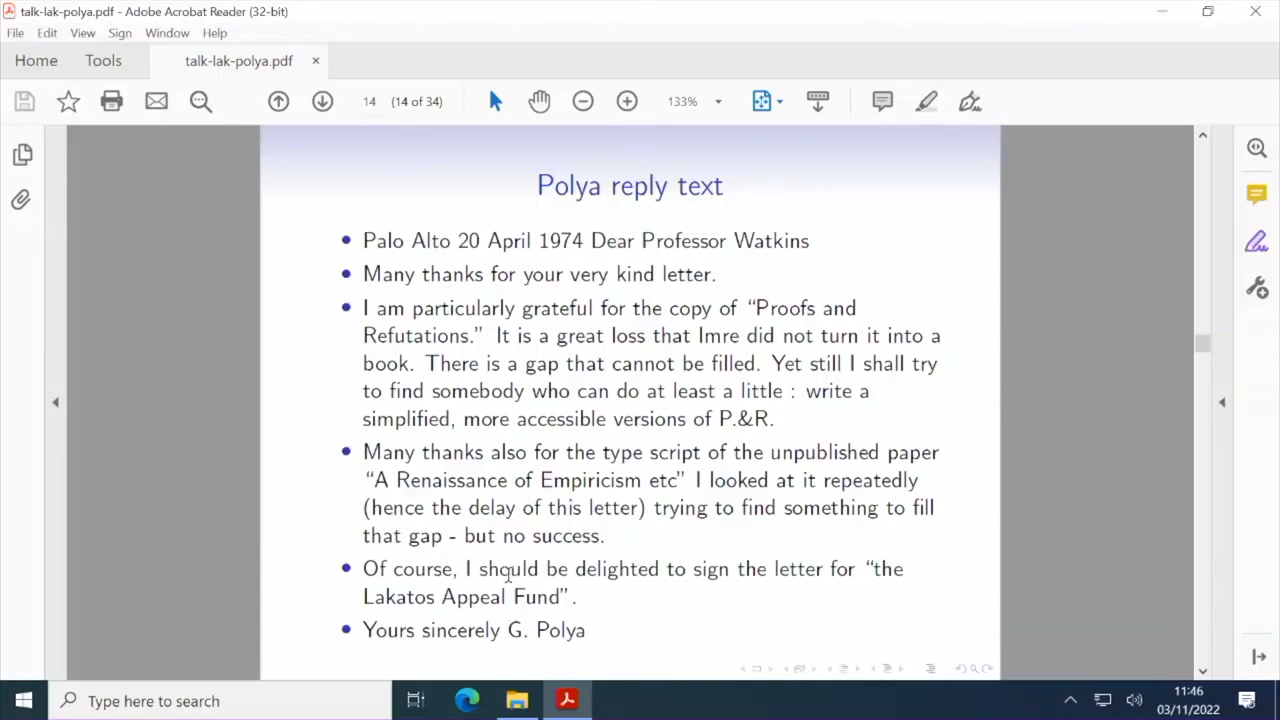 talk-lak-polya.pdf - Adobe Acrobat Reader (32-bit)
File Edit View Sign Window Help
Home Tools talk-lak-polya.pdf ×
14 (14 of 34) 133%
Polya reply text
• Palo Alto 20 April 1974 Dear Professor Watkins
• Many thanks for your very kind letter.
• I am particularly grateful for the copy of “Proofs and
Refutations.” It is a great loss that Imre did not turn it into a
book. There is a gap that cannot be filled. Yet still I shall try
to find somebody who can do at least a little : write a
simplified, more accessible versions of P.&R.
• Many thanks also for the type script of the unpublished paper
“A Renaissance of Empiricism etc” I looked at it repeatedly
(hence the delay of this letter) trying to find something to fill
that gap - but no success.
• Of course, I should be delighted to sign the letter for “the
Lakatos Appeal Fund”.
• Yours sincerely G. Polya
Type here to search
11:46
03/11/2022